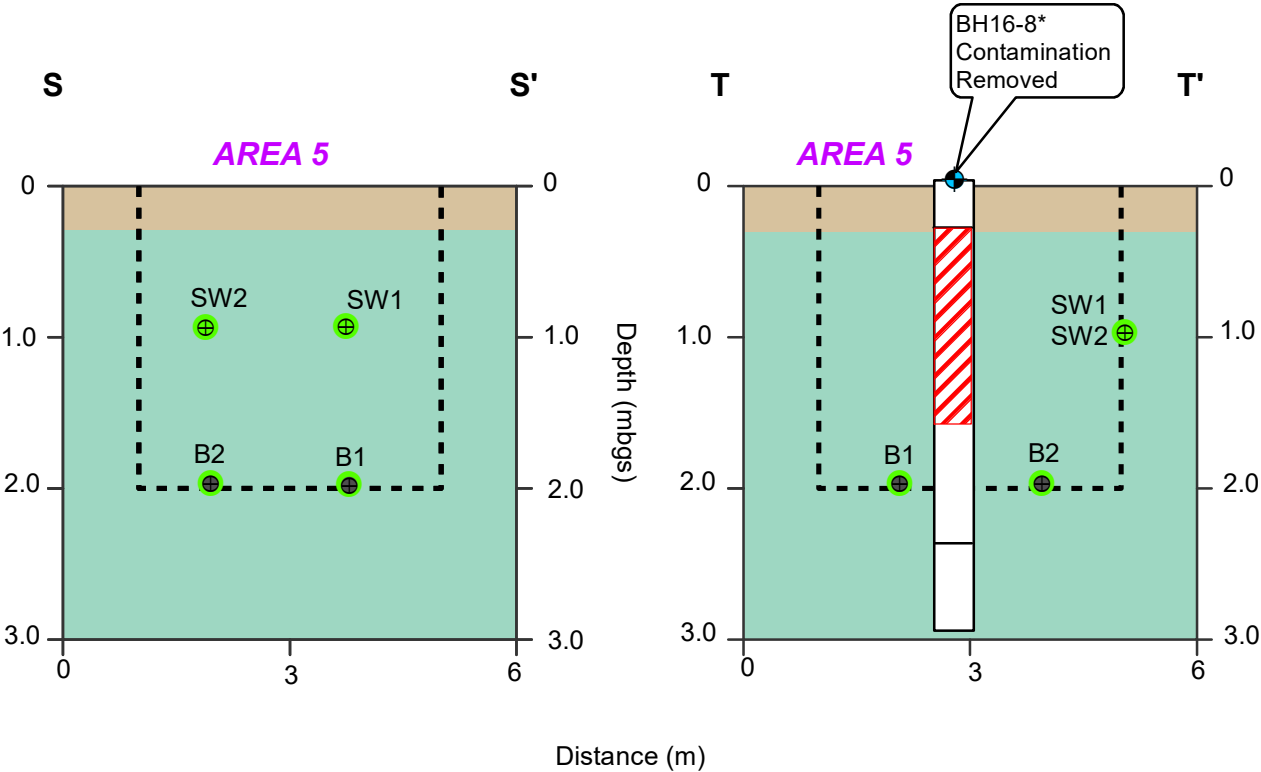 BH16-8*
Contamination
Removed
S
S'
T
T'
AREA 5
AREA 5
0
0
0
0
SW2
SW1
SW1
SW2
1.0
1.0
1.0
1.0
Depth (mbgs)
B2
B1
B1
B2
2.0
2.0
2.0
2.0
3.0
3.0
3.0
3.0
0
3
6
0
3
6
Distance (m)